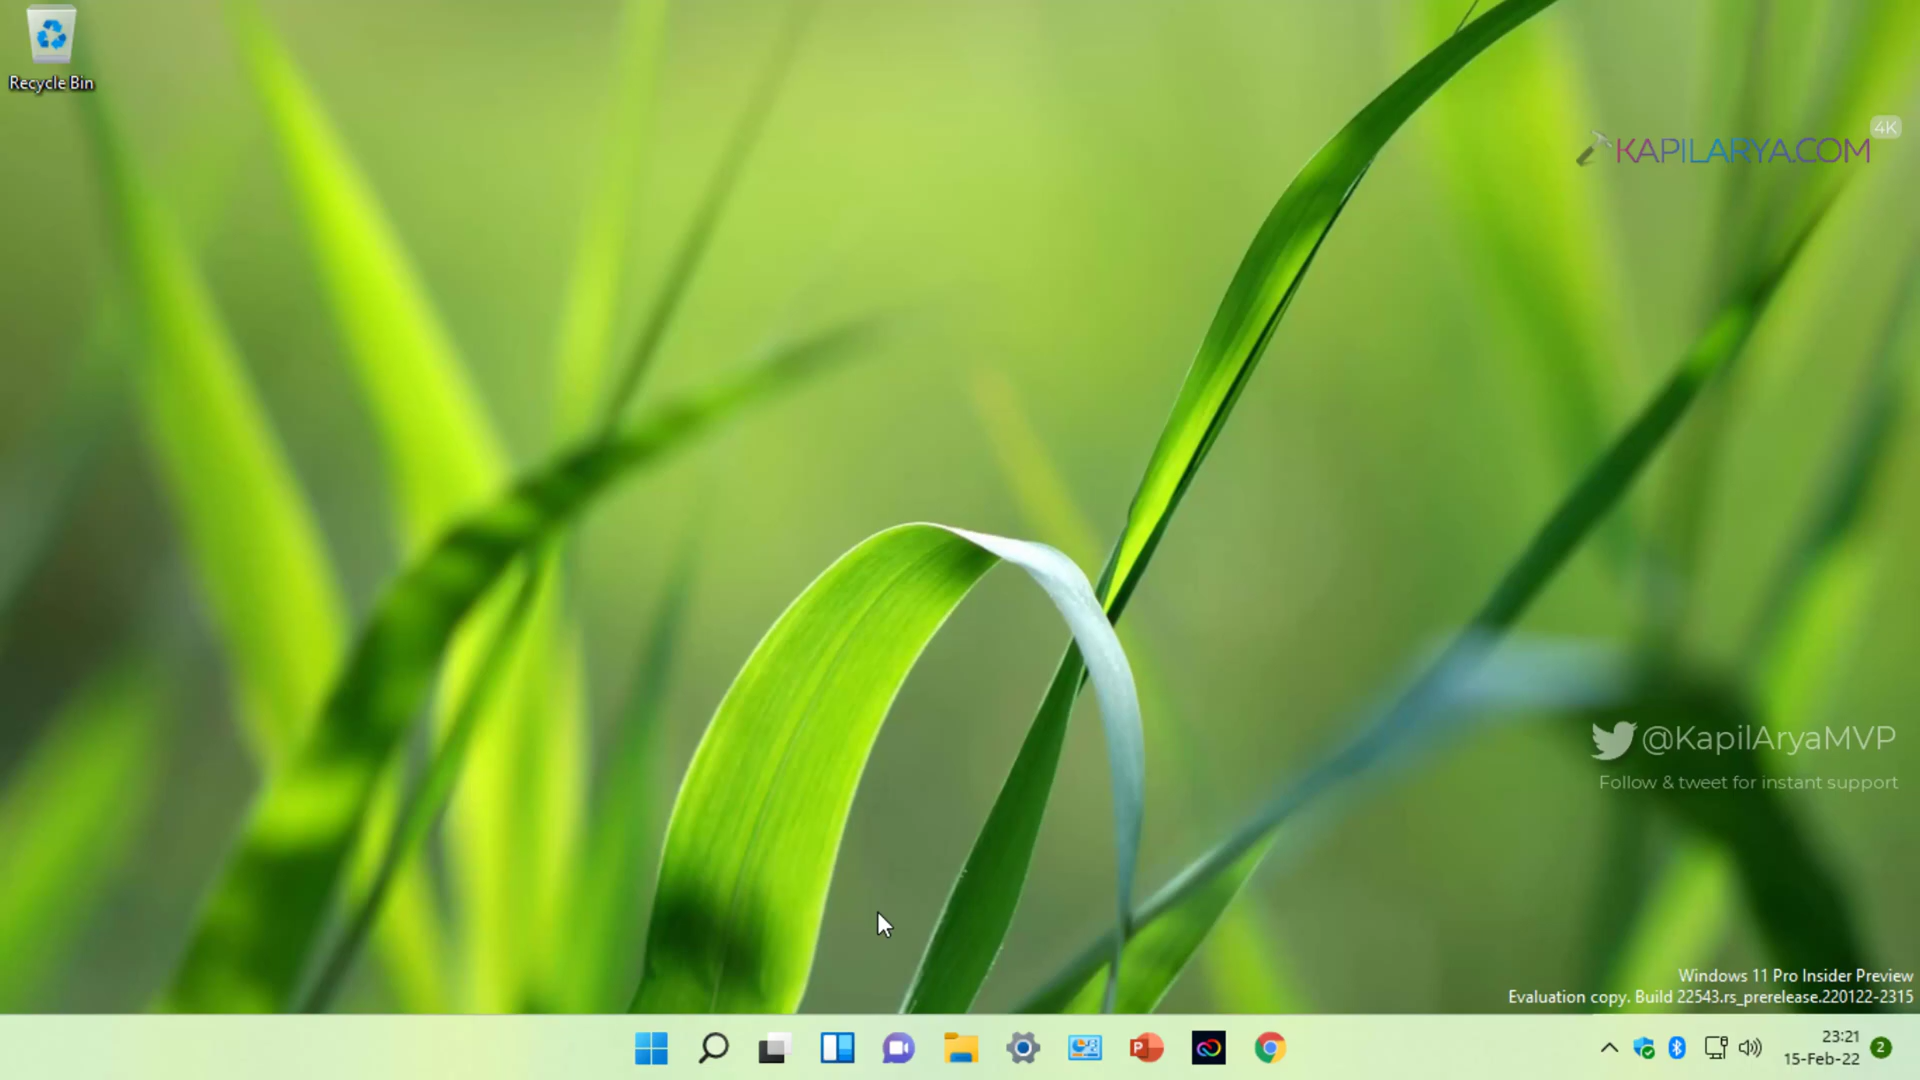 Recycle Bin
4K
KAPILARYA.COM
@KapilAryaMVP
Follow & tweet for instant support
Windows 11 Pro Insider Preview
Evaluation copy. Build 22543.rs_prerelease.220122-2315
P
23:21
15-Feb-22
2